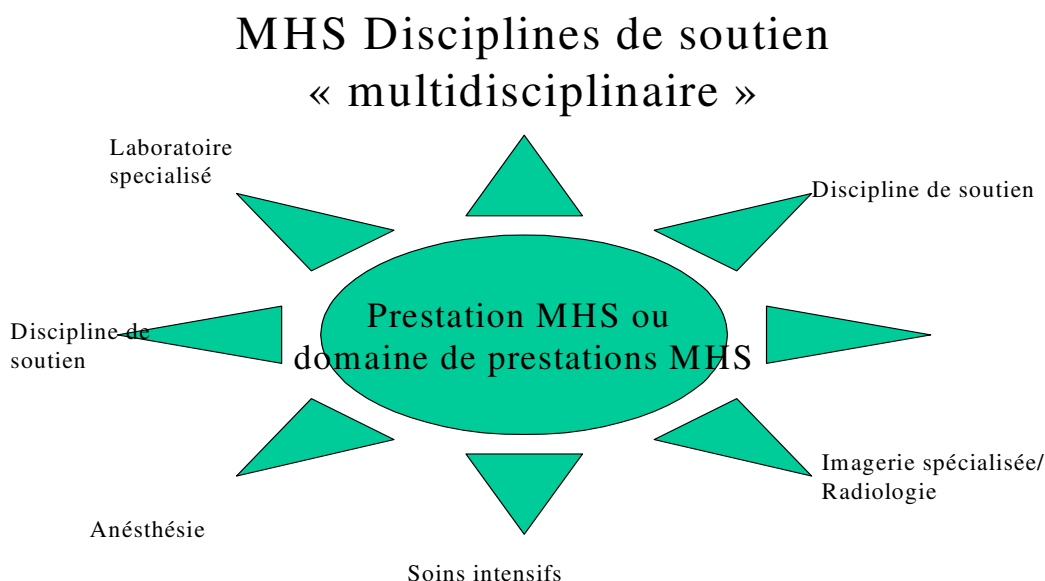 MHS Disciplines de soutien
« multidisciplinaire »
Laboratoire
specialisé
Discipline de soutien
Prestation MHS ou
domaine de prestations MHS
Discipline de
soutien
Imagerie spécialisée/
Radiologie
Anésthésie
Soins intensifs